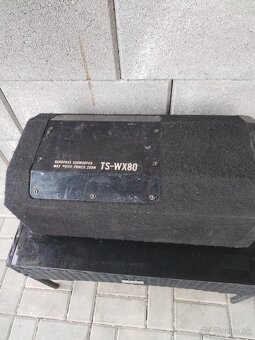 BANDPASS SUBWOOFER
MAX. MUSIC POWER 200W
TS-WX80